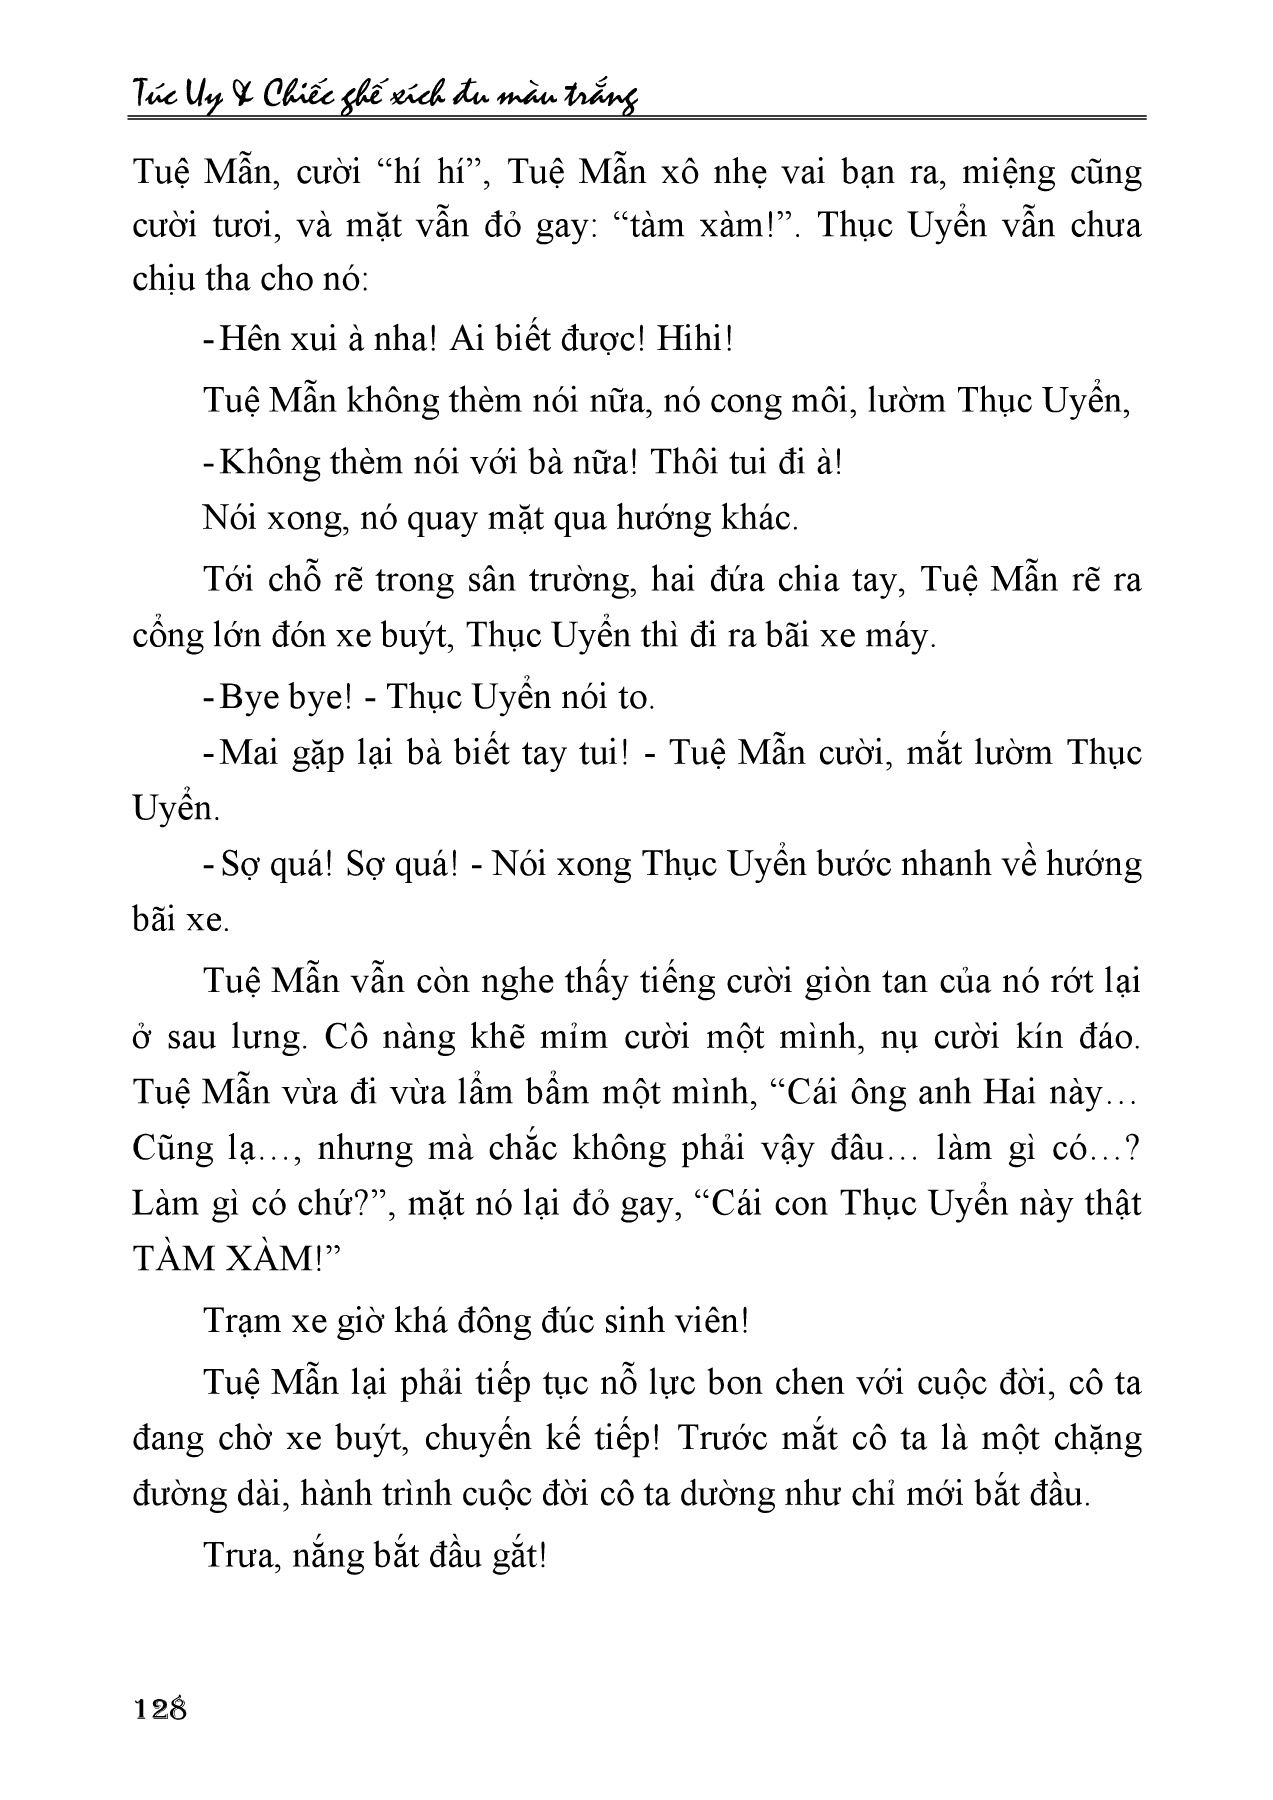 Túc Uy & Chiếc ghế xích đu màu trắng
Tuệ Mẫn, cười “hí hí”, Tuệ Mẫn xô nhẹ vai bạn ra, miệng cũng
cười tươi, và mặt vẫn đỏ gay: “tàm xàm!”. Thục Uyển vẫn chưa
chịu tha cho nó:
- Hên xui à nha! Ai biết được! Hihi!
Tuệ Mẫn không thèm nói nữa, nó cong môi, lườm Thục Uyển,
- Không thèm nói với bà nữa! Thôi tui đi à!
Nói xong, nó quay mặt qua hướng khác.
Tới chỗ rẽ trong sân trường, hai đứa chia tay, Tuệ Mẫn rẽ ra
cổng lớn đón xe buýt, Thục Uyển thì đi ra bãi xe máy.
- Bye bye! - Thục Uyển nói to.
- Mai gặp lại bà biết tay tui! - Tuệ Mẫn cười, mắt lườm Thục
Uyển.
- Sợ quá! Sợ quá! - Nói xong Thục Uyển bước nhanh về hướng
bãi xe.
Tuệ Mẫn vẫn còn nghe thấy tiếng cười giòn tan của nó rớt lại
ở sau lưng. Cô nàng khẽ mỉm cười một mình, nụ cười kín đáo.
Tuệ Mẫn vừa đi vừa lẩm bẩm một mình, “Cái ông anh Hai này…
Cũng lạ…, nhưng mà chắc không phải vậy đâu… làm gì có…?
Làm gì có chứ?”, mặt nó lại đỏ gay, “Cái con Thục Uyển này thật
TÀM XÀM!”
Trạm xe giờ khá đông đúc sinh viên!
Tuệ Mẫn lại phải tiếp tục nỗ lực bon chen với cuộc đời, cô ta
đang chờ xe buýt, chuyến kế tiếp! Trước mắt cô ta là một chặng
đường dài, hành trình cuộc đời cô ta dường như chỉ mới bắt đầu.
Trưa, nắng bắt đầu gắt!
128